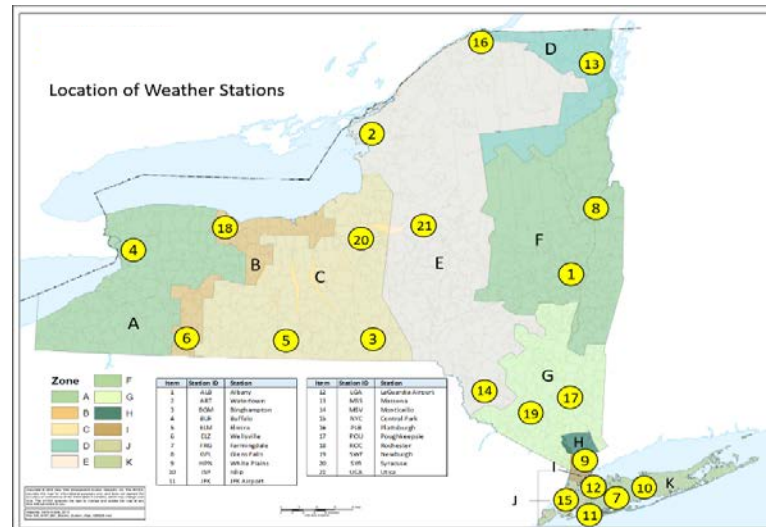 16
D
13
Location of Weather Stations
2
8
18
21
4
20
F
B
E
C
1
A
6
5
3
G
14
17
19
H
9
I
12
10
K
J
15
7
11
Zone
A
B
C
D
E
F
G
H
I
J
K
Item Station ID Station
1 ALB Albany
2 ART Watertown
3 BGM Binghampton
4 BUF Buffalo
5 ELM Elmira
6 ELZ Wellsville
7 FRG Farmingdale
8 GFL Glens Falls
9 HPN White Plains
10 ISP Islip
11 JFK JFK Airport
Item Station ID Station
12 LGA LaGuardia Airport
13 MSS Massena
14 MSV Monticello
15 NYC Central Park
16 PLB Plattsburgh
17 POU Poughkeepsie
18 ROC Rochester
19 SWF Newburgh
20 SYR Syracuse
21 UCA Utica